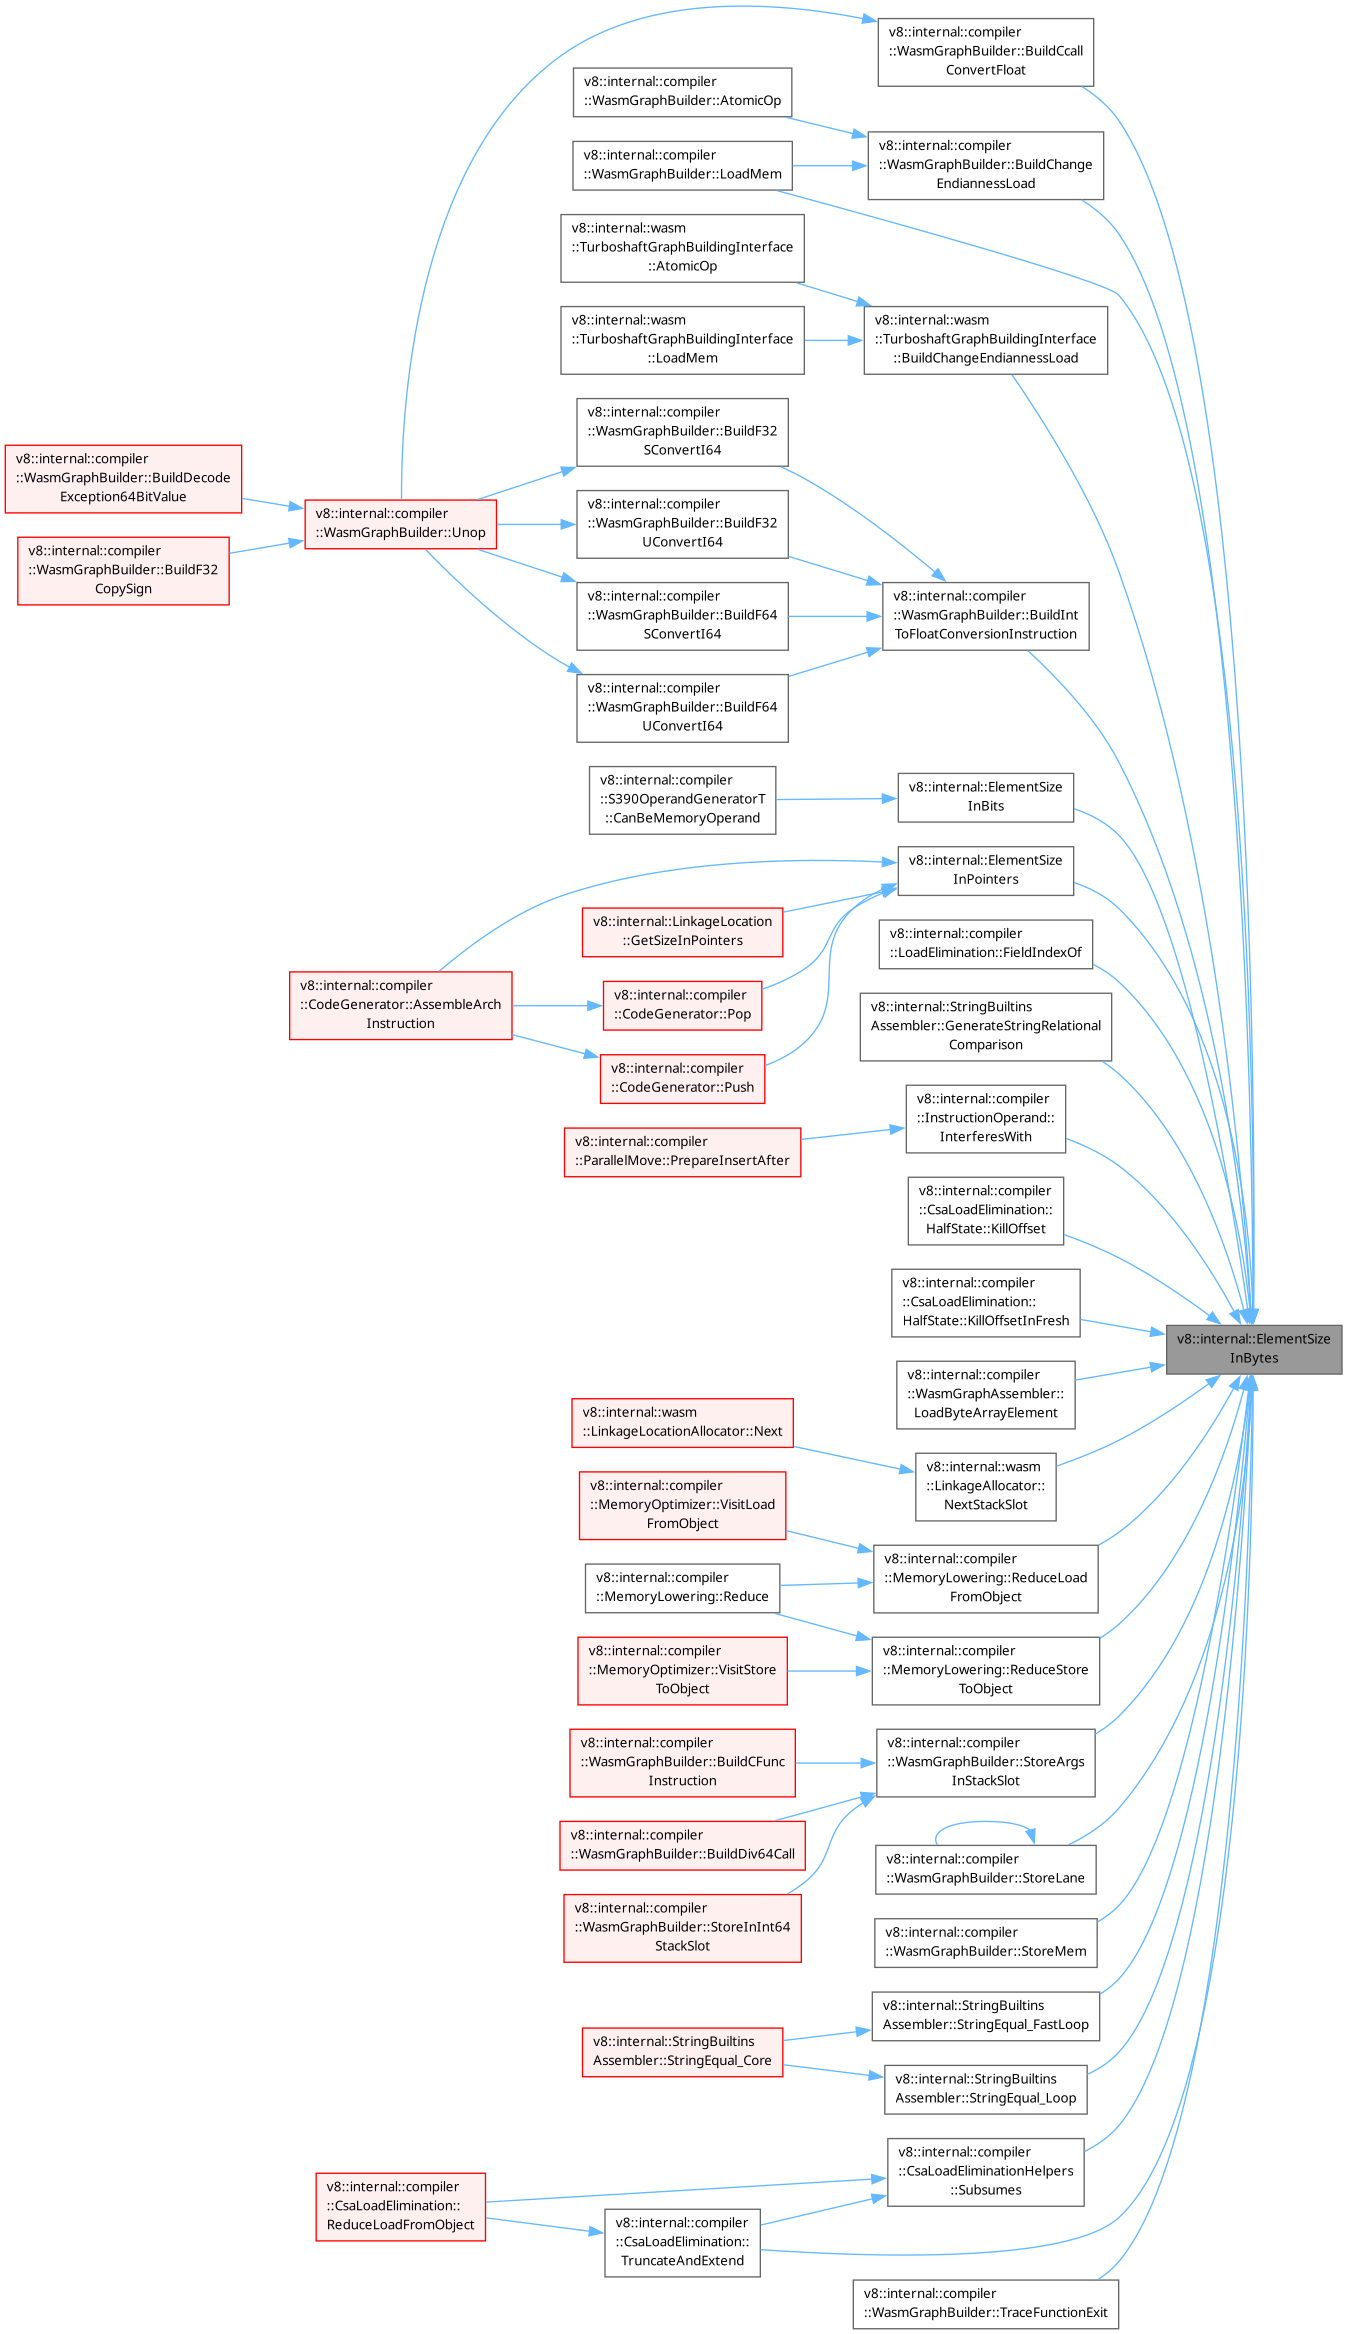 v8::internal::compiler
::WasmGraphBuilder::BuildCcall
ConvertFloat
v8::internal::compiler
::WasmGraphBuilder::AtomicOp
v8::internal::compiler
::WasmGraphBuilder::BuildChange
EndiannessLoad
v8::internal::compiler
::WasmGraphBuilder::LoadMem
v8::internal::wasm
::TurboshaftGraphBuildingInterface
::AtomicOp
v8::internal::wasm
::TurboshaftGraphBuildingInterface
::LoadMem
v8::internal::wasm
::TurboshaftGraphBuildingInterface
::BuildChangeEndiannessLoad
v8::internal::compiler
::WasmGraphBuilder::BuildF32
SConvertI64
v8::internal::compiler
::WasmGraphBuilder::BuildDecode
Exception64BitValue
v8::internal::compiler
::WasmGraphBuilder::Unop
v8::internal::compiler
::WasmGraphBuilder::BuildF32
UConvertI64
v8::internal::compiler
::WasmGraphBuilder::BuildF32
CopySign
v8::internal::compiler
::WasmGraphBuilder::BuildF64
SConvertI64
v8::internal::compiler
::WasmGraphBuilder::BuildInt
ToFloatConversionInstruction
v8::internal::compiler
::WasmGraphBuilder::BuildF64
UConvertI64
v8::internal::compiler
::S390OperandGeneratorT
::CanBeMemoryOperand
v8::internal::ElementSize
InBits
v8::internal::ElementSize
InPointers
v8::internal::LinkageLocation
::GetSizeInPointers
v8::internal::compiler
::LoadElimination::FieldIndexOf
v8::internal::compiler
::CodeGenerator::AssembleArch
Instruction
v8::internal::compiler
::CodeGenerator::Pop
v8::internal::StringBuiltins
Assembler::GenerateStringRelational
Comparison
v8::internal::compiler
::CodeGenerator::Push
v8::internal::compiler
::InstructionOperand::
InterferesWith
v8::internal::compiler
::ParallelMove::PrepareInsertAfter
v8::internal::compiler
::CsaLoadElimination::
HalfState::KillOffset
v8::internal::compiler
::CsaLoadElimination::
HalfState::KillOffsetInFresh
v8::internal::ElementSize
InBytes
v8::internal::compiler
::WasmGraphAssembler::
LoadByteArrayElement
v8::internal::wasm
::LinkageLocationAllocator::Next
v8::internal::wasm
::LinkageAllocator::
NextStackSlot
v8::internal::compiler
::MemoryOptimizer::VisitLoad
FromObject
v8::internal::compiler
::MemoryLowering::ReduceLoad
FromObject
v8::internal::compiler
::MemoryLowering::Reduce
v8::internal::compiler
::MemoryOptimizer::VisitStore
ToObject
v8::internal::compiler
::MemoryLowering::ReduceStore
ToObject
v8::internal::compiler
::WasmGraphBuilder::BuildCFunc
Instruction
v8::internal::compiler
::WasmGraphBuilder::StoreArgs
InStackSlot
v8::internal::compiler
::WasmGraphBuilder::BuildDiv64Call
v8::internal::compiler
::WasmGraphBuilder::StoreLane
v8::internal::compiler
::WasmGraphBuilder::StoreInInt64
StackSlot
v8::internal::compiler
::WasmGraphBuilder::StoreMem
v8::internal::StringBuiltins
Assembler::StringEqual_FastLoop
v8::internal::StringBuiltins
Assembler::StringEqual_Core
v8::internal::StringBuiltins
Assembler::StringEqual_Loop
v8::internal::compiler
::CsaLoadEliminationHelpers
::Subsumes
v8::internal::compiler
::CsaLoadElimination::
ReduceLoadFromObject
v8::internal::compiler
::CsaLoadElimination::
TruncateAndExtend
v8::internal::compiler
::WasmGraphBuilder::TraceFunctionExit